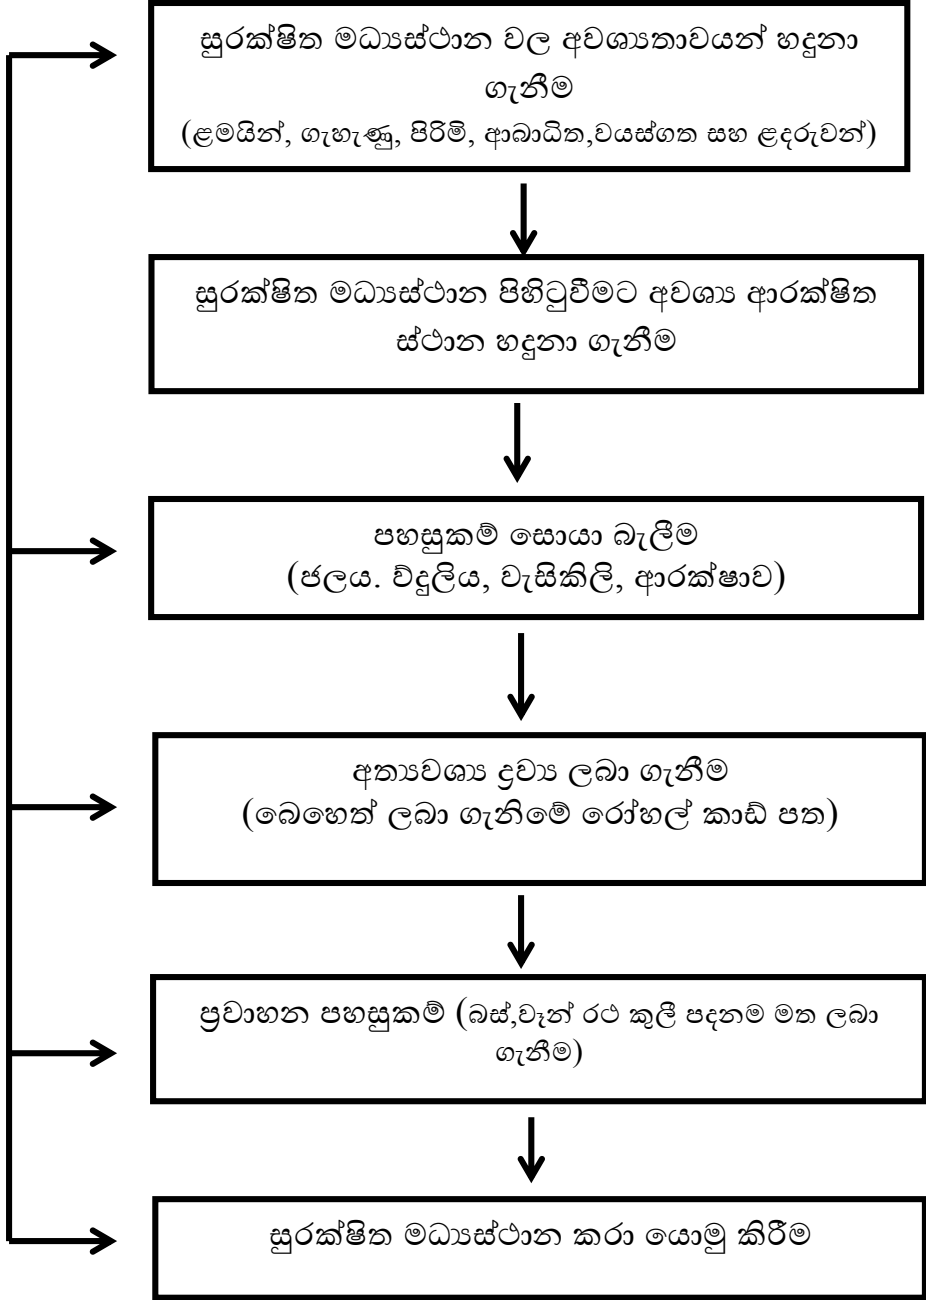 සුරක්ෂිත මධ්‍යස්ථාන වල අවශ්‍යතාවයන් හදුනා
ගැනීම
(ළමයින්, ගැහැණු, පිරිමි, ආබාධිත,වයස්ගත සහ ළදරුවන්)
සුරක්ෂිත මධ්‍යස්ථාන පිහිටුවීමට අවශ්‍ය ආරක්ෂිත
ස්ථාන හදුනා ගැනීම
පහසුකම් සොයා බැලීම
(ජලය. විදුලිය, වැසිකිලි, ආරක්ෂාව)
අත්‍යවශ්‍ය ද්‍රව්‍ය ලබා ගැනීම
(බෙහෙත් ලබා ගැනිමේ රෝහල් කාඩ් පත)
ප්‍රවාහන පහසුකම් (බස්,වෑන් රථ කුලී පදනම මත ලබා
ගැනීම)
සුරක්ෂිත මධ්‍යස්ථාන කරා යොමු කිරීම